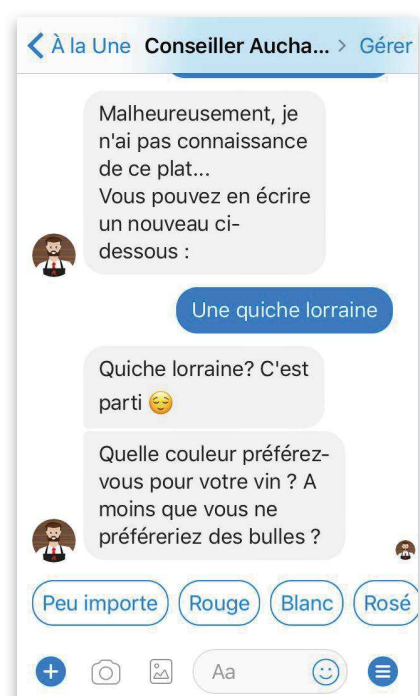 À la Une Conseiller Aucha... > Gérer
Malheureusement, je
n'ai pas connaissance
de ce plat...
Vous pouvez en écrire
un nouveau ci-
dessous :
Une quiche lorraine
Quiche lorraine? C'est
parti 😌
Quelle couleur préférez-
vous pour votre vin ? A
moins que vous ne
préféreriez des bulles ?
Peu importe Rouge Blanc Rosé
Aa